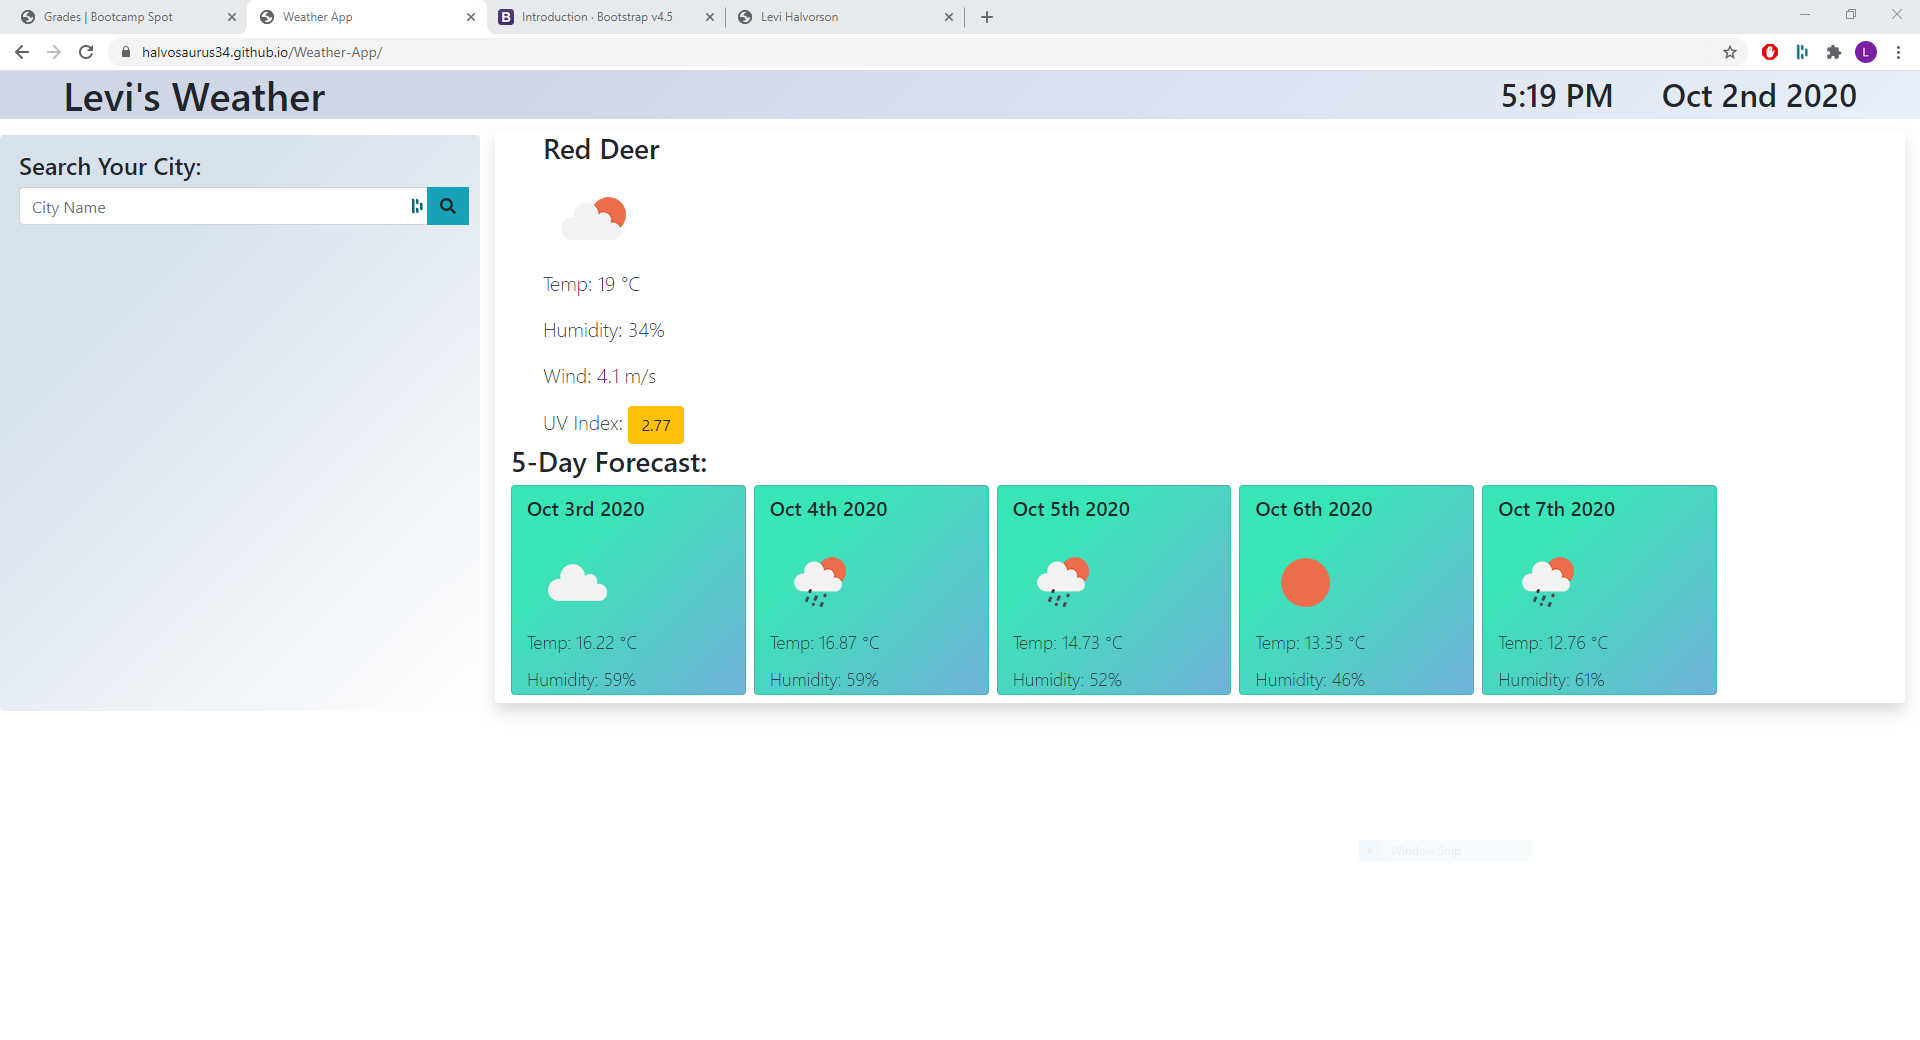 Grades | Bootcamp Spot
Weather App
Introduction · Bootstrap v4.5
Levi Halvorson
halvosaurus34.github.io/Weather-App/
L
Levi's Weather
5:19 PM
Oct 2nd 2020
Search Your City:
City Name
Red Deer
Temp: 19 °C
Humidity: 34%
Wind: 4.1 m/s
UV Index: 2.77
5-Day Forecast:
Oct 3rd 2020
Temp: 16.22 °C
Humidity: 59%
Oct 4th 2020
Temp: 16.87 °C
Humidity: 59%
Oct 5th 2020
Temp: 14.73 °C
Humidity: 52%
Oct 6th 2020
Temp: 13.35 °C
Humidity: 46%
Oct 7th 2020
Temp: 12.76 °C
Humidity: 61%
Window Snip